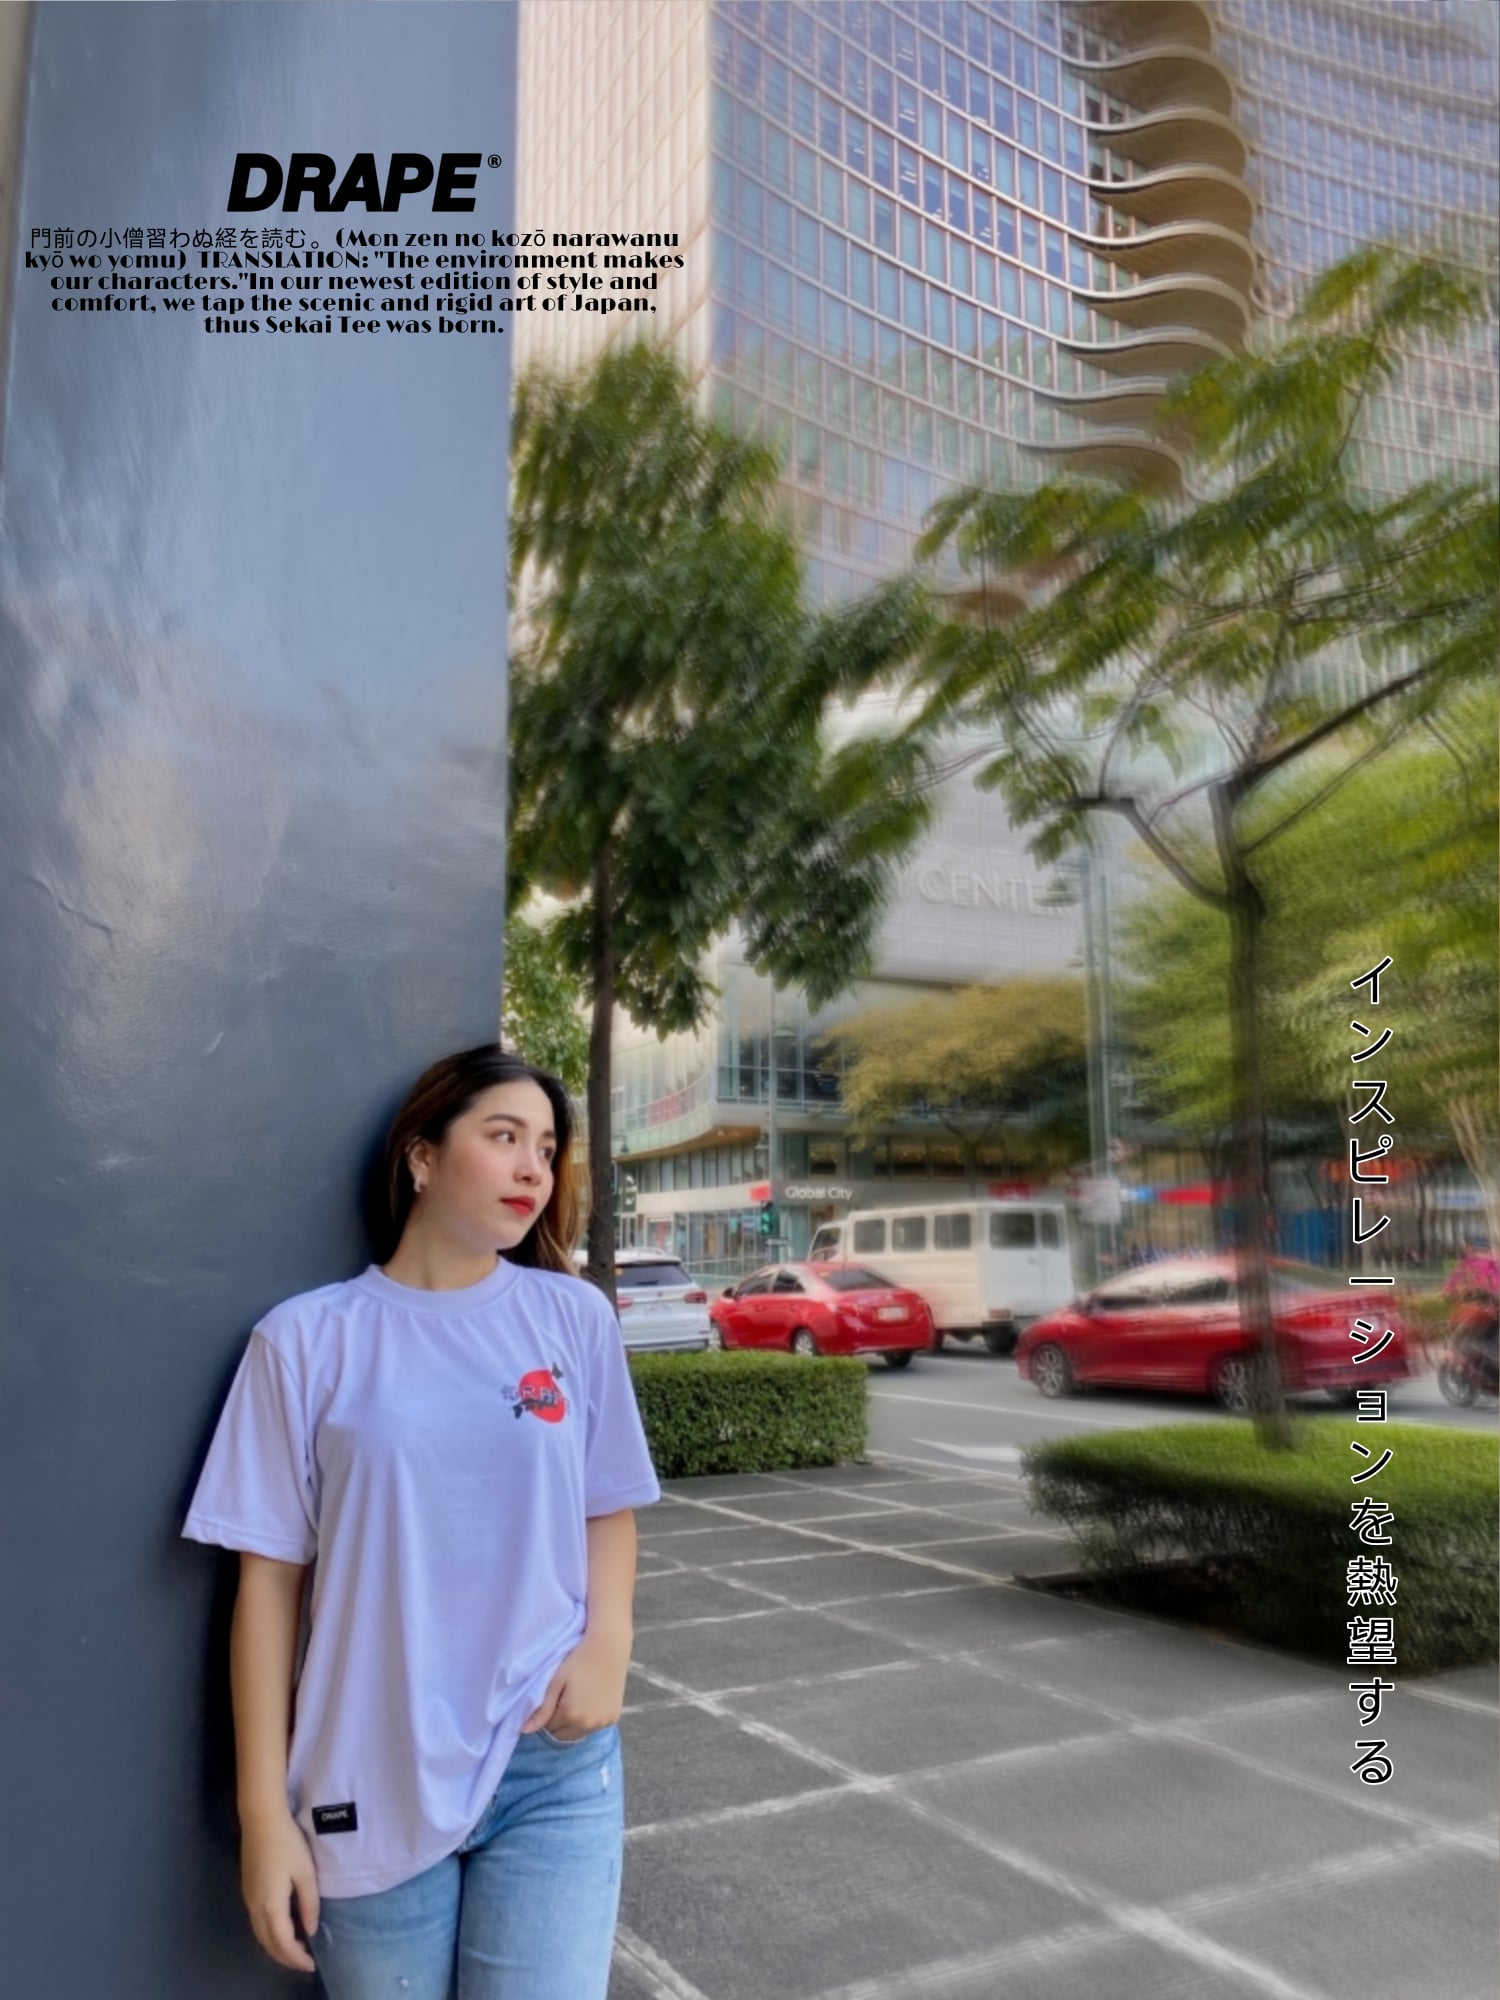 DRAPE®
門前の小僧習わぬ経を読む。(Mon zen no kozō narawanu
kyō wo yomu) TRANSLATION: "The environment makes
our characters."In our newest edition of style and
comfort, we tap the scenic and rigid art of Japan,
thus Sekai Tee was born.
CENTER
インスピレーションを熱望する
Global City
DRAPE